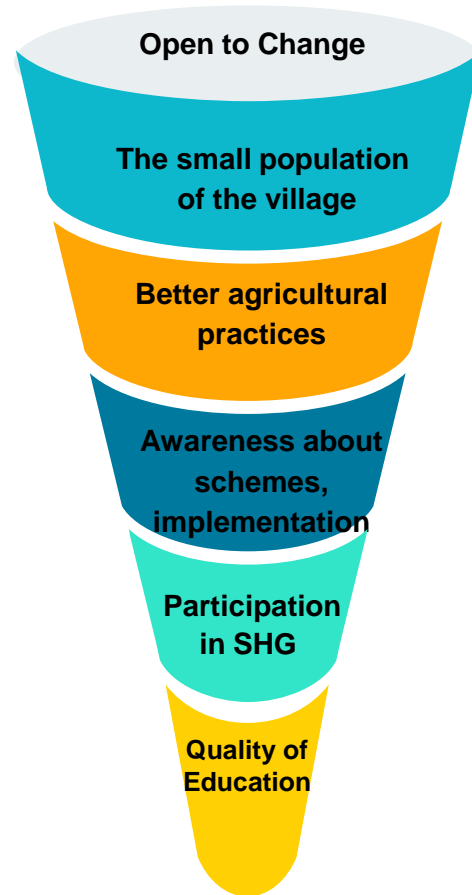 Open to Change
The small population
of the village
Better agricultural
practices
Awareness about
schemes,
implementation
Participation
in SHG
Quality of
Education